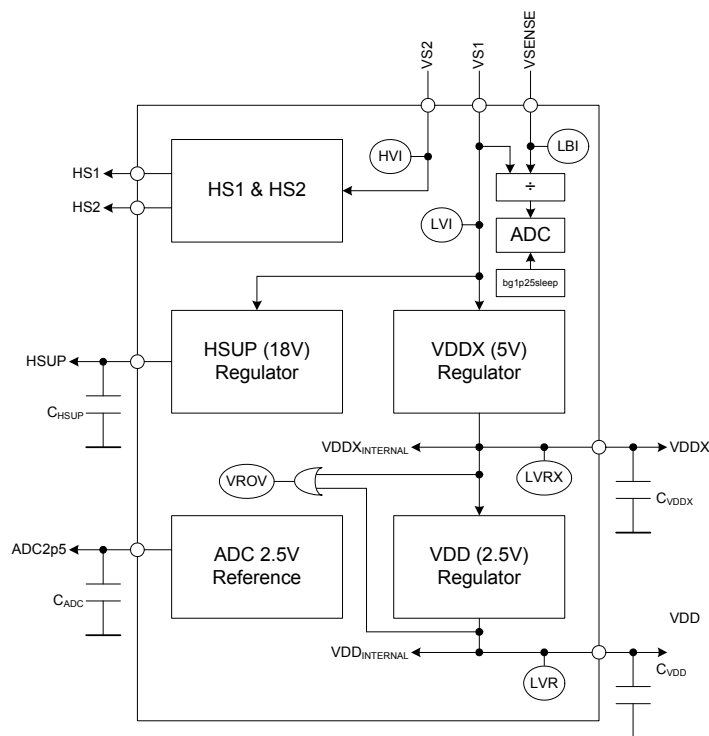 VS2
VS1
VSENSE
HVI
LBI
HS1
HS2
HS1 & HS2
÷
LVI
ADC
bg1p25sleep
HSUP (18V)
Regulator
VDDX (5V)
Regulator
HSUP
CHSUP
VDDXINTERNAL
VDDX
VROV
LVRX
CVDDX
ADC2p5
ADC 2.5V
Reference
VDD (2.5V)
Regulator
CADC
VDD
VDDINTERNAL
LVR
CVDD